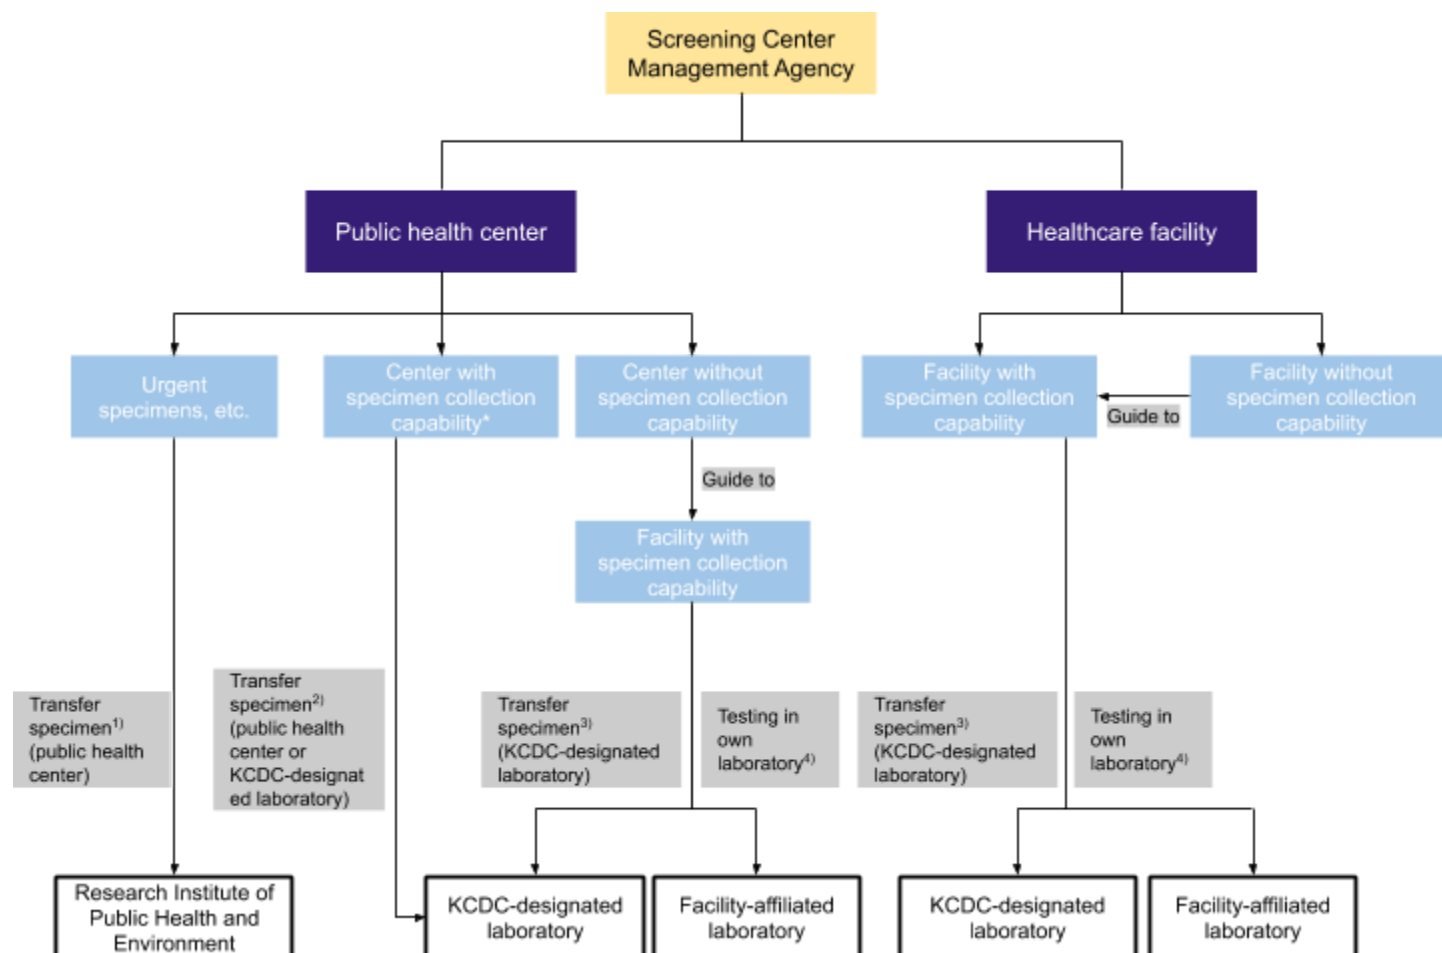 Screening Center
Management Agency
Public health center
Healthcare facility
Urgent
specimens, etc.
Center with
specimen collection
capability*
Center without
specimen collection
capability
Facility with
specimen collection
capability
Facility without
specimen collection
capability
Guide to
Guide to
Facility with
specimen collection
capability
Transfer
specimen1)
(public health
center)
Transfer
specimen2)
(public health
center or
KCDC-designat
ed laboratory)
Transfer
specimen3)
(KCDC-designated
laboratory)
Testing in
own
laboratory4)
Transfer
specimen3)
(KCDC-designated
laboratory)
Testing in
own
laboratory4)
Research Institute of
Public Health and
Environment
KCDC-designated
laboratory
Facility-affiliated
laboratory
KCDC-designated
laboratory
Facility-affiliated
laboratory